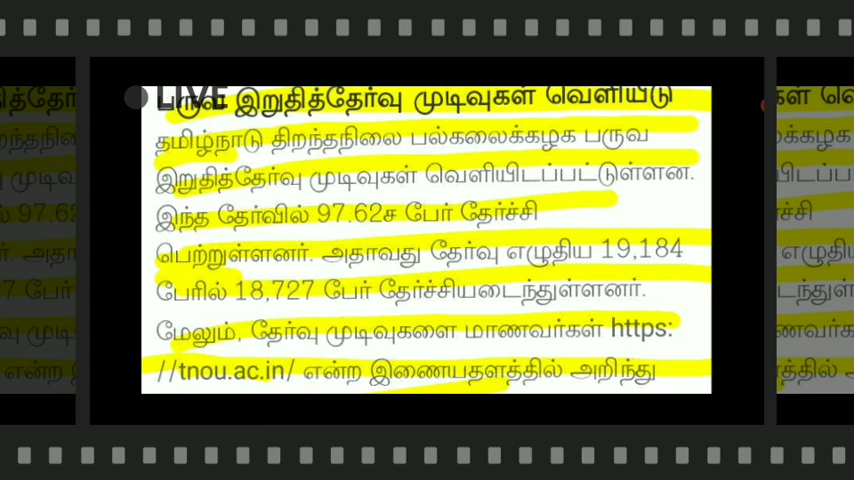 LIVE
பருவ இறுதித்தேர்வு முடிவுகள் வெளியீடு
தமிழ்நாடு திறந்தநிலை பல்கலைக்கழக பருவ
இறுதித்தேர்வு முடிவுகள் வெளியிடப்பட்டுள்ளன.
இந்த தேர்வில் 97.62ச பேர் தேர்ச்சி
பெற்றுள்ளனர். அதாவது தேர்வு எழுதிய 19,184
பேரில் 18,727 பேர் தேர்ச்சியடைந்துள்ளனர்.
மேலும், தேர்வு முடிவுகளை மாணவர்கள் https:
//tnou.ac.in/ என்ற இணையதளத்தில் அறிந்து